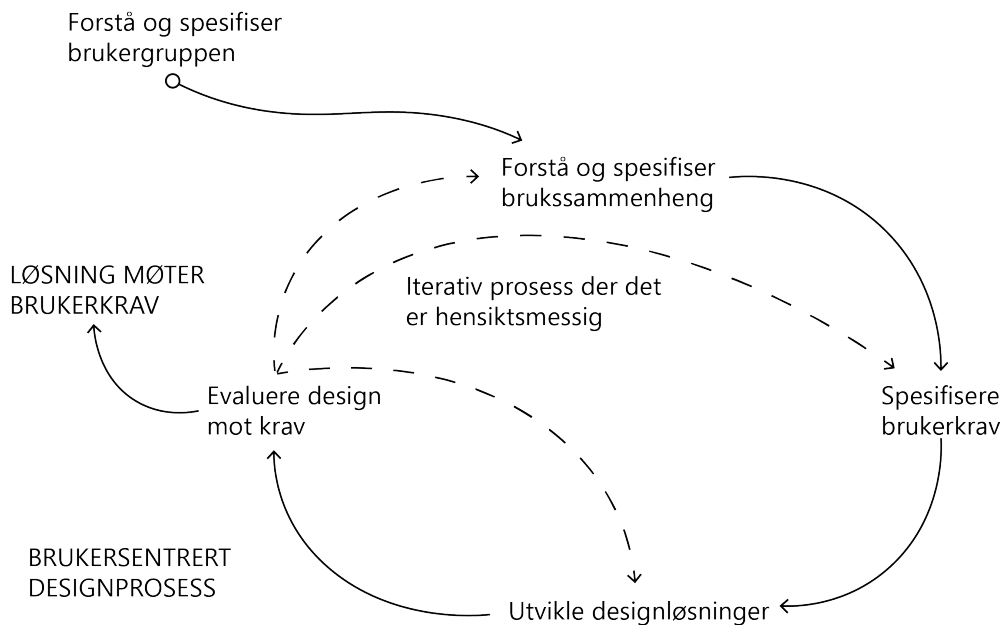 Forstå og spesifiser
brukergruppen
Forstå og spesifiser
brukssammenheng
LØSNING MØTER
BRUKERKRAV
Iterativ prosess der det
er hensiktsmessig
Evaluere design
mot krav
Spesifisere
brukerkrav
BRUKERSENTRERT
DESIGNPROSESS
Utvikle designløsninger